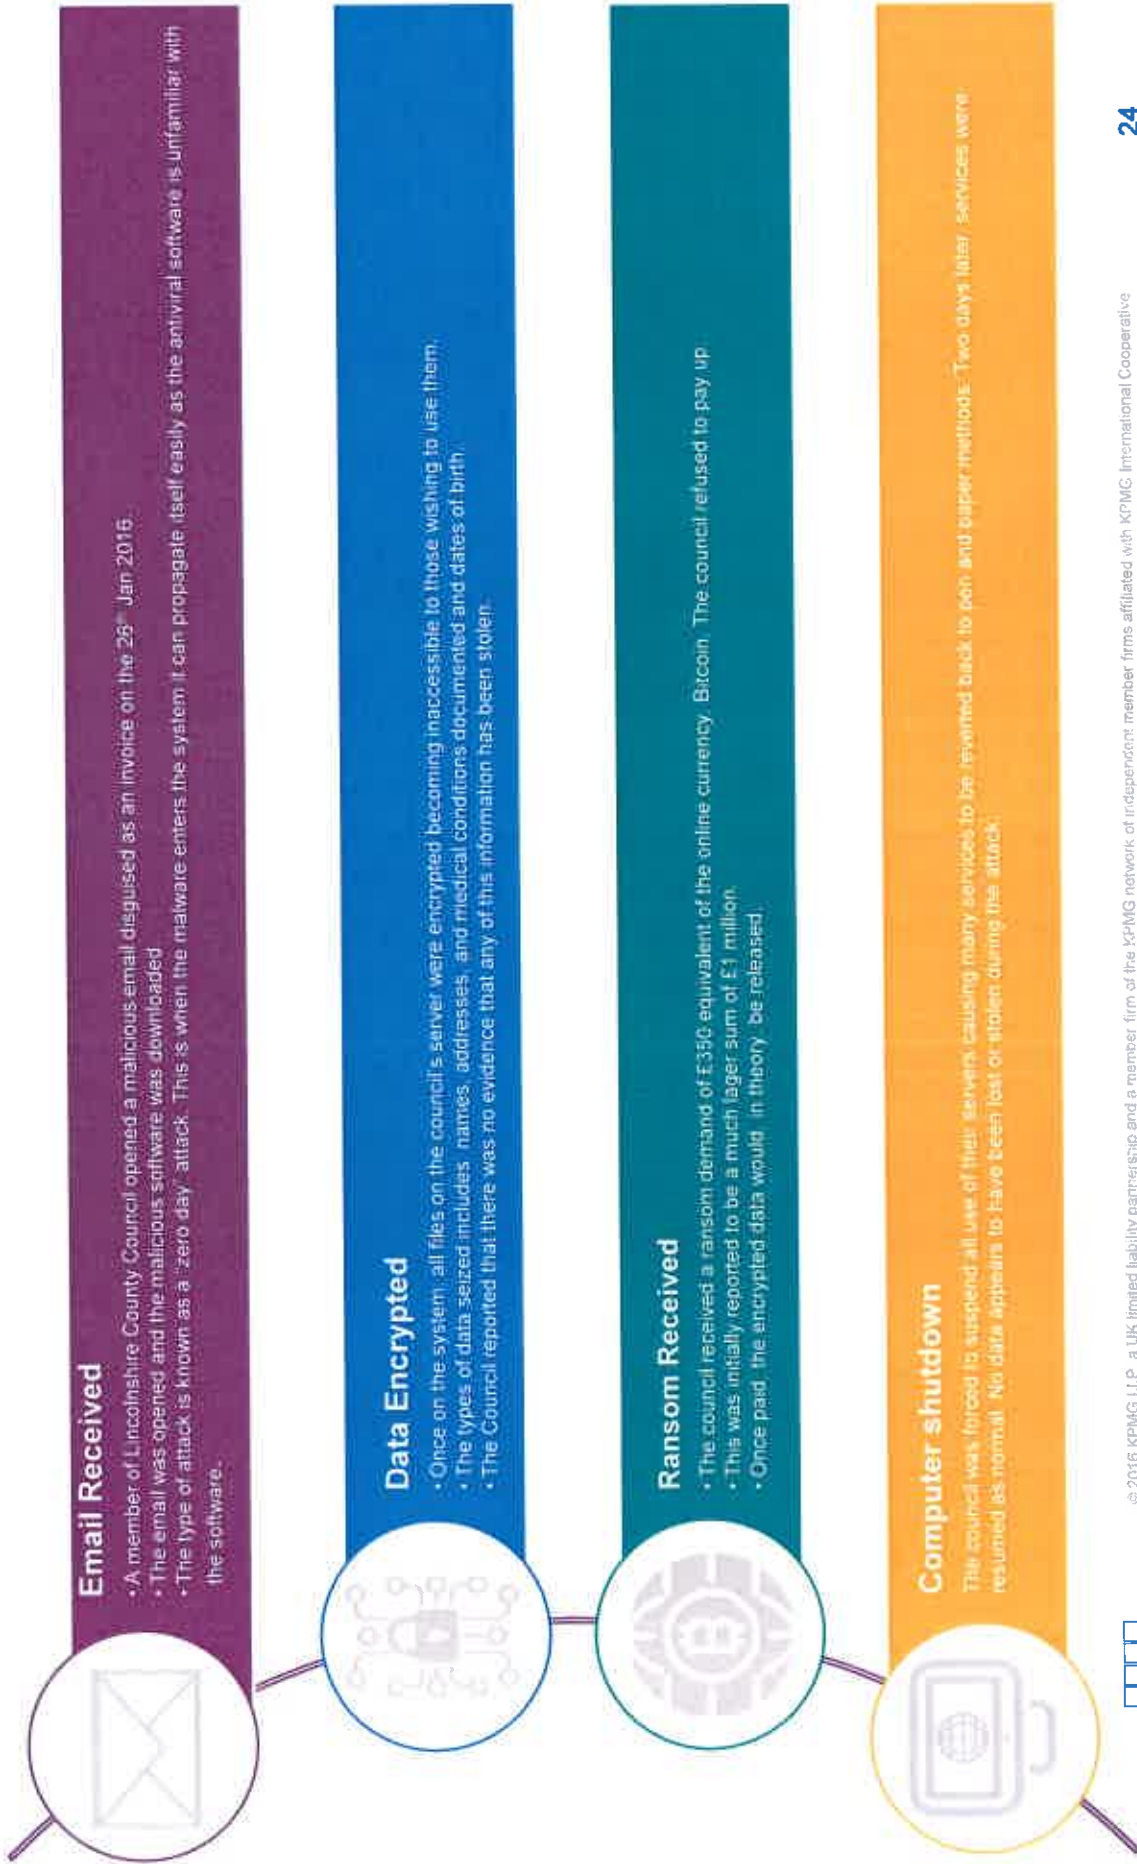 Email Received
• A member of Lincolnshire County Council opened a malicious email disguised as an invoice on the 26th Jan 2016.
• The email was opened and the malicious software was downloaded
• The type of attack is known as a 'zero day' attack. This is when the malware enters the system it can propagate itself easily as the antiviral software is unfamiliar with
the software.
Data Encrypted
• Once on the system, all files on the council's server were encrypted becoming inaccessible to those wishing to use them.
• The types of data seized includes names, addresses, and medical conditions documented and dates of birth.
• The Council reported that there was no evidence that any of this information has been stolen.
Ransom Received
• The council received a ransom demand of £350 equivalent of the online currency, Bitcoin. The council refused to pay up.
• This was initially reported to be a much lager sum of £1 million.
• Once paid, the encrypted data would, in theory, be released.
Computer shutdown
The council was forced to suspend all use of their servers causing many services to be reverted back to pen and paper methods. Two days later, services were
resumed as normal. No data appears to have been lost or stolen during the attack.
© 2016 KPMG LLP, a UK limited liability partnership and a member firm of the KPMG network of independent member firms affiliated with KPMG International Cooperative
24